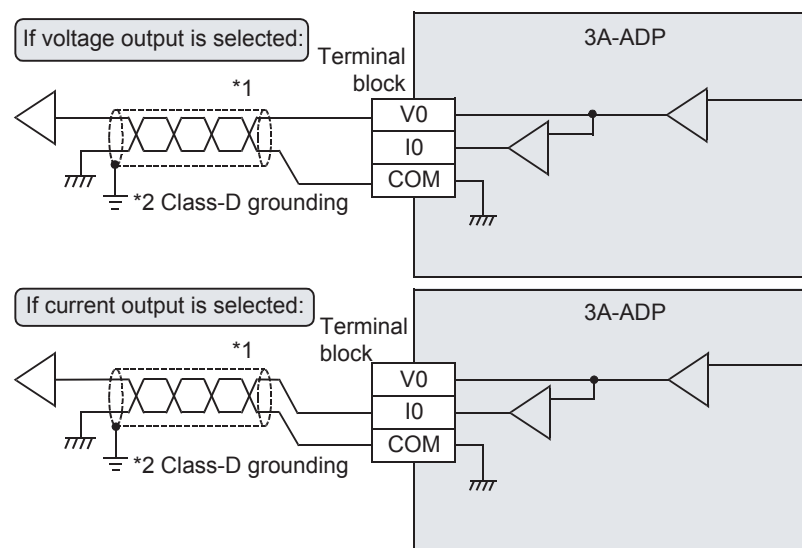 If voltage output is selected:
Terminal
block
3A-ADP
*1
V0
I0
COM
*2 Class-D grounding
If current output is selected:
Terminal
block
3A-ADP
*1
V0
I0
COM
*2 Class-D grounding